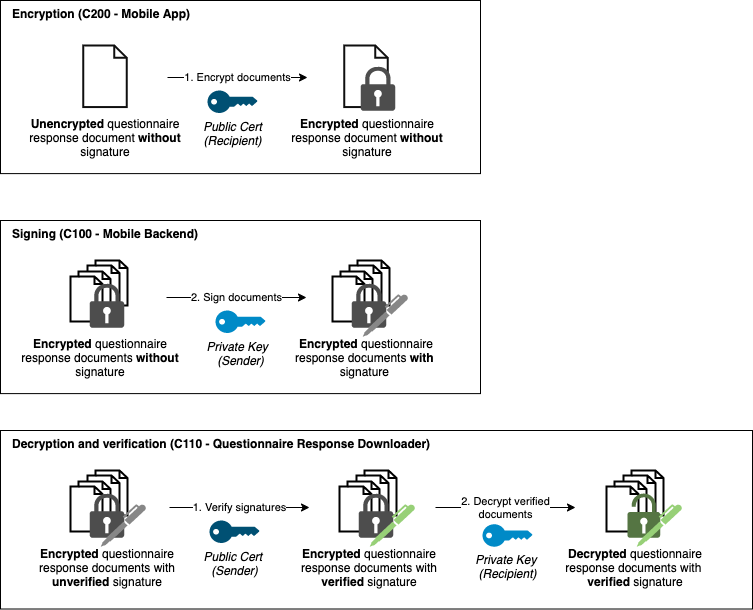 Encryption (C200 - Mobile App)
1. Encrypt documents
Public Cert
(Recipient)
Unencrypted questionnaire
response document without
signature
Encrypted questionnaire
response document without
signature
Signing (C100 - Mobile Backend)
2. Sign documents
Private Key
(Sender)
Encrypted questionnaire
response documents without
signature
Encrypted questionnaire
response documents with
signature
Decryption and verification (C110 - Questionnaire Response Downloader)
1. Verify signatures
Public Cert
(Sender)
2. Decrypt verified
documents
Private Key
(Recipient)
Encrypted questionnaire
response documents with
unverified signature
Encrypted questionnaire
response documents with
verified signature
Decrypted questionnaire
response documents with
verified signature